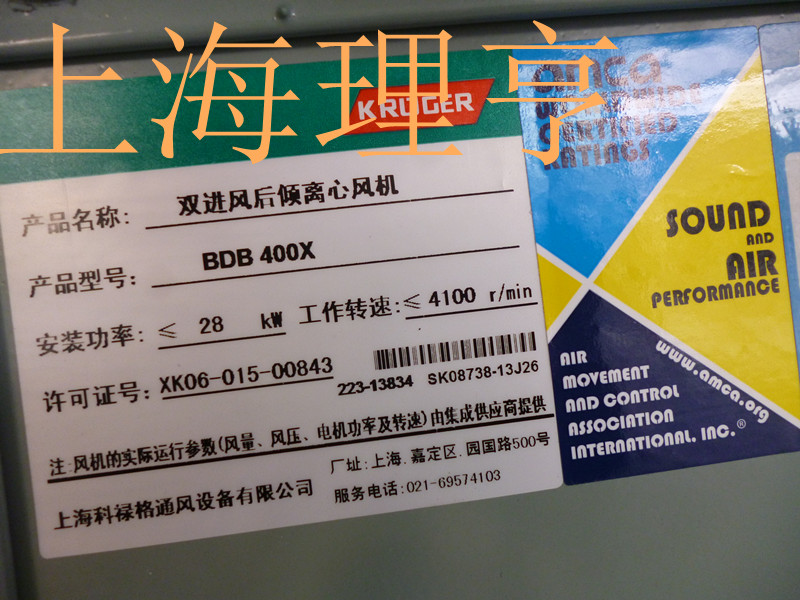 上海理亨
KRUGER
产品名称: 双进风后倾离心风机
产品型号: BDB 400X
安装功率: ≤ 28 kW 工作转速: ≤ 4100 r/min
许可证号: XK06-015-00843
223-13834 SK08738-13J26
注:风机的实际运行参数(风量、风压、电机功率及转速)由集成供应商提供
上海科禄格通风设备有限公司
厂址:上海.嘉定区.园国路500号
服务电话:021-69574103
amca
CERTIFIED
RATINGS
SOUND
AND
AIR
PERFORMANCE
www.amca.org
AIR
MOVEMENT
AND CONTROL
ASSOCIATION
INTERNATIONAL, INC.®